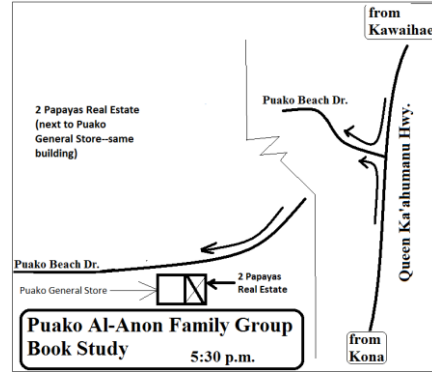 from
Kawaihae
2 Papayas Real Estate
(next to Puako
General Store--same
building)
Puako Beach Dr.
Queen Ka'ahumanu Hwy.
Puako Beach Dr.
Puako General Store
2 Papayas
Real Estate
Puako Al-Anon Family Group
Book Study
5:30 p.m.
from
Kona